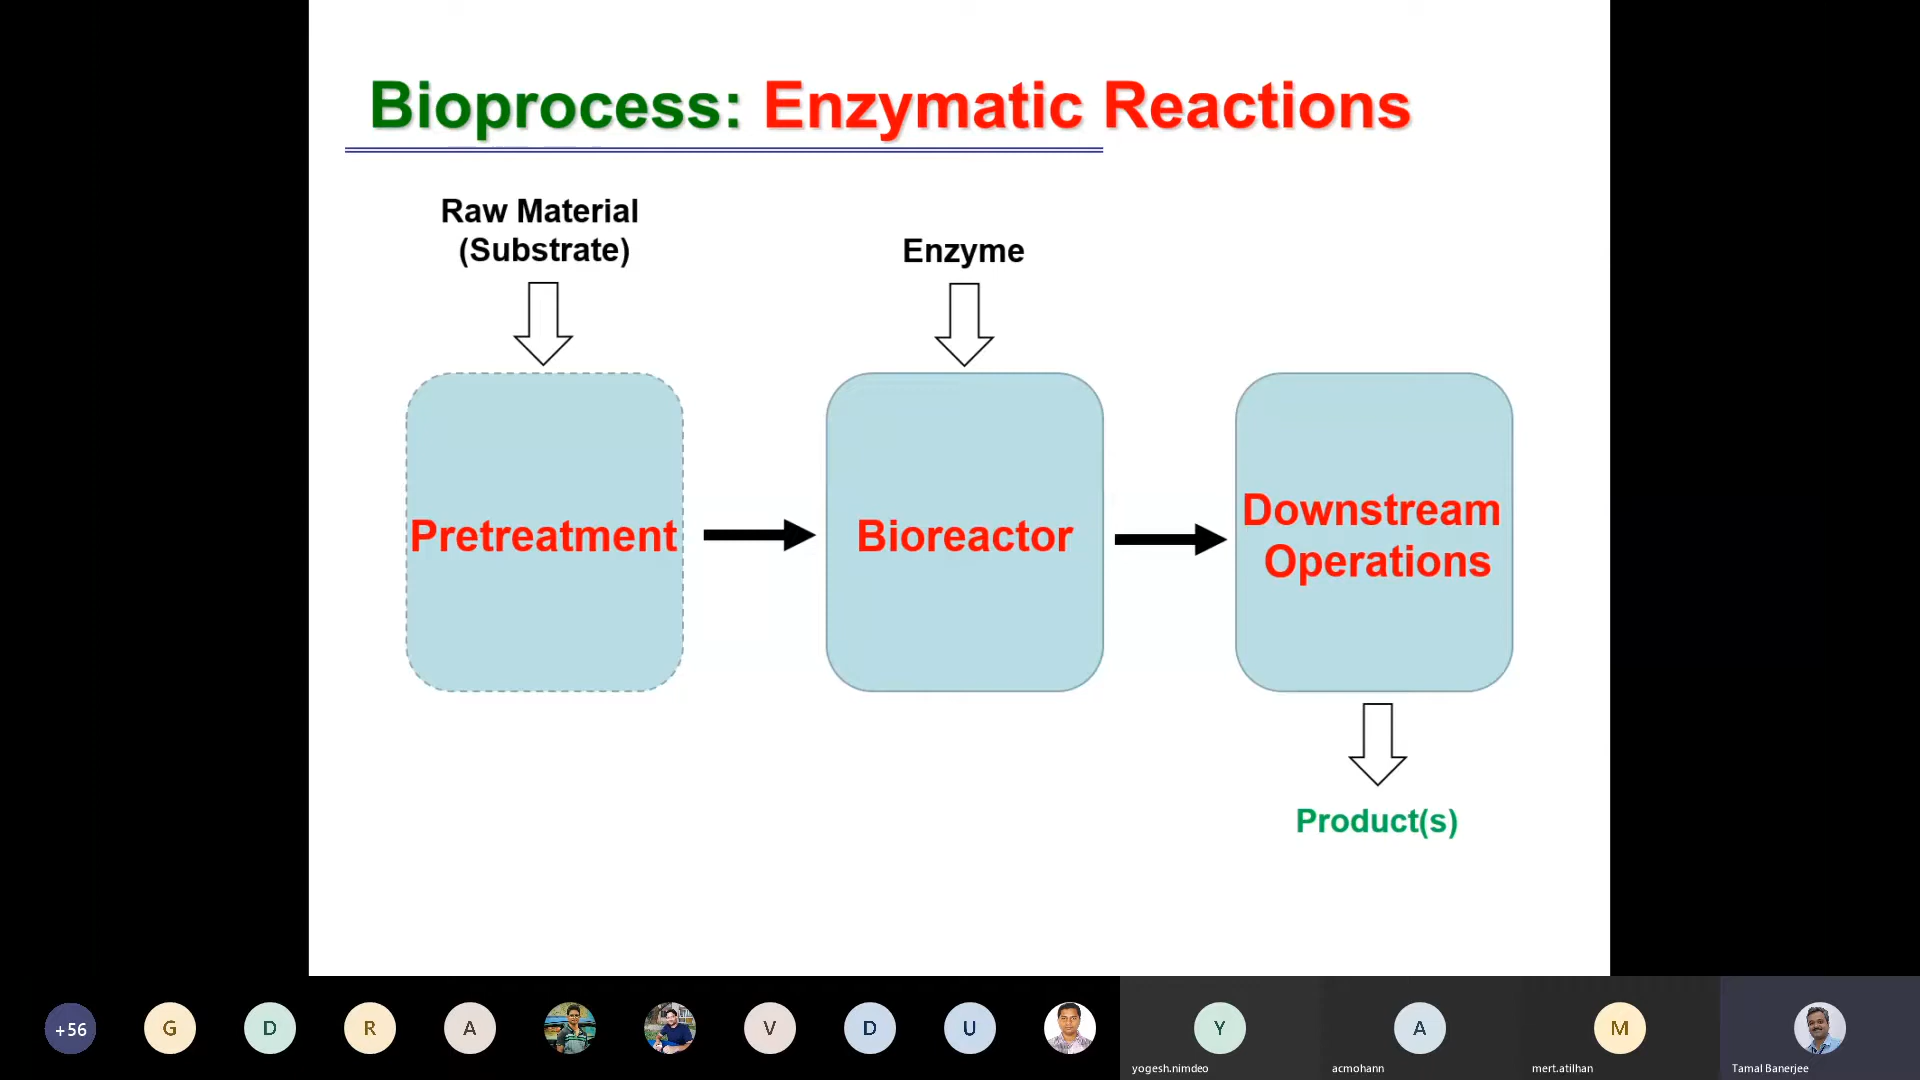 Bioprocess: Enzymatic Reactions
Raw Material
(Substrate)
Enzyme
Pretreatment
Bioreactor
Downstream
Operations
Product(s)
+56
G
D
R
A
V
D
U
Y
A
M
yogesh.nimdeo
acmohann
mert.atilhan
Tamal Banerjee